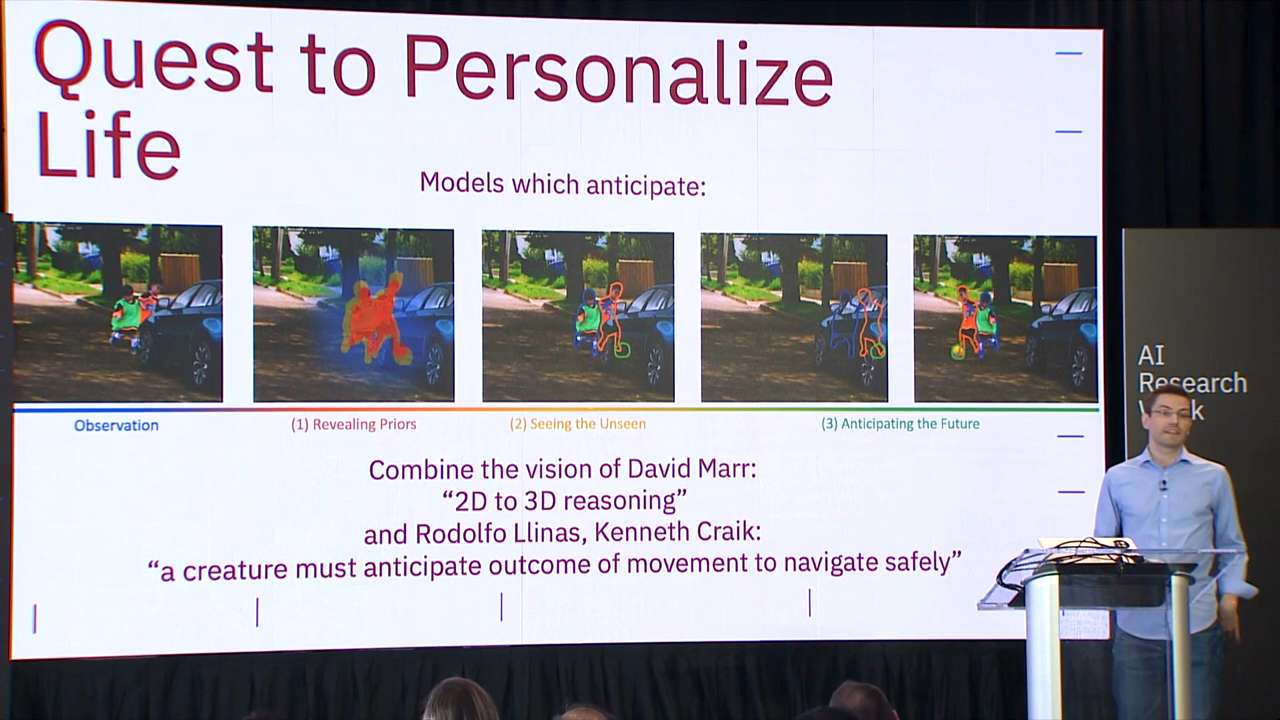 Quest to Personalize
Life
Models which anticipate:
Observation
(1) Revealing Priors
(2) Seeing the Unseen
(3) Anticipating the Future
Combine the vision of David Marr:
“2D to 3D reasoning”
and Rodolfo Llinas, Kenneth Craik:
“a creature must anticipate outcome of movement to navigate safely”
AI
Research